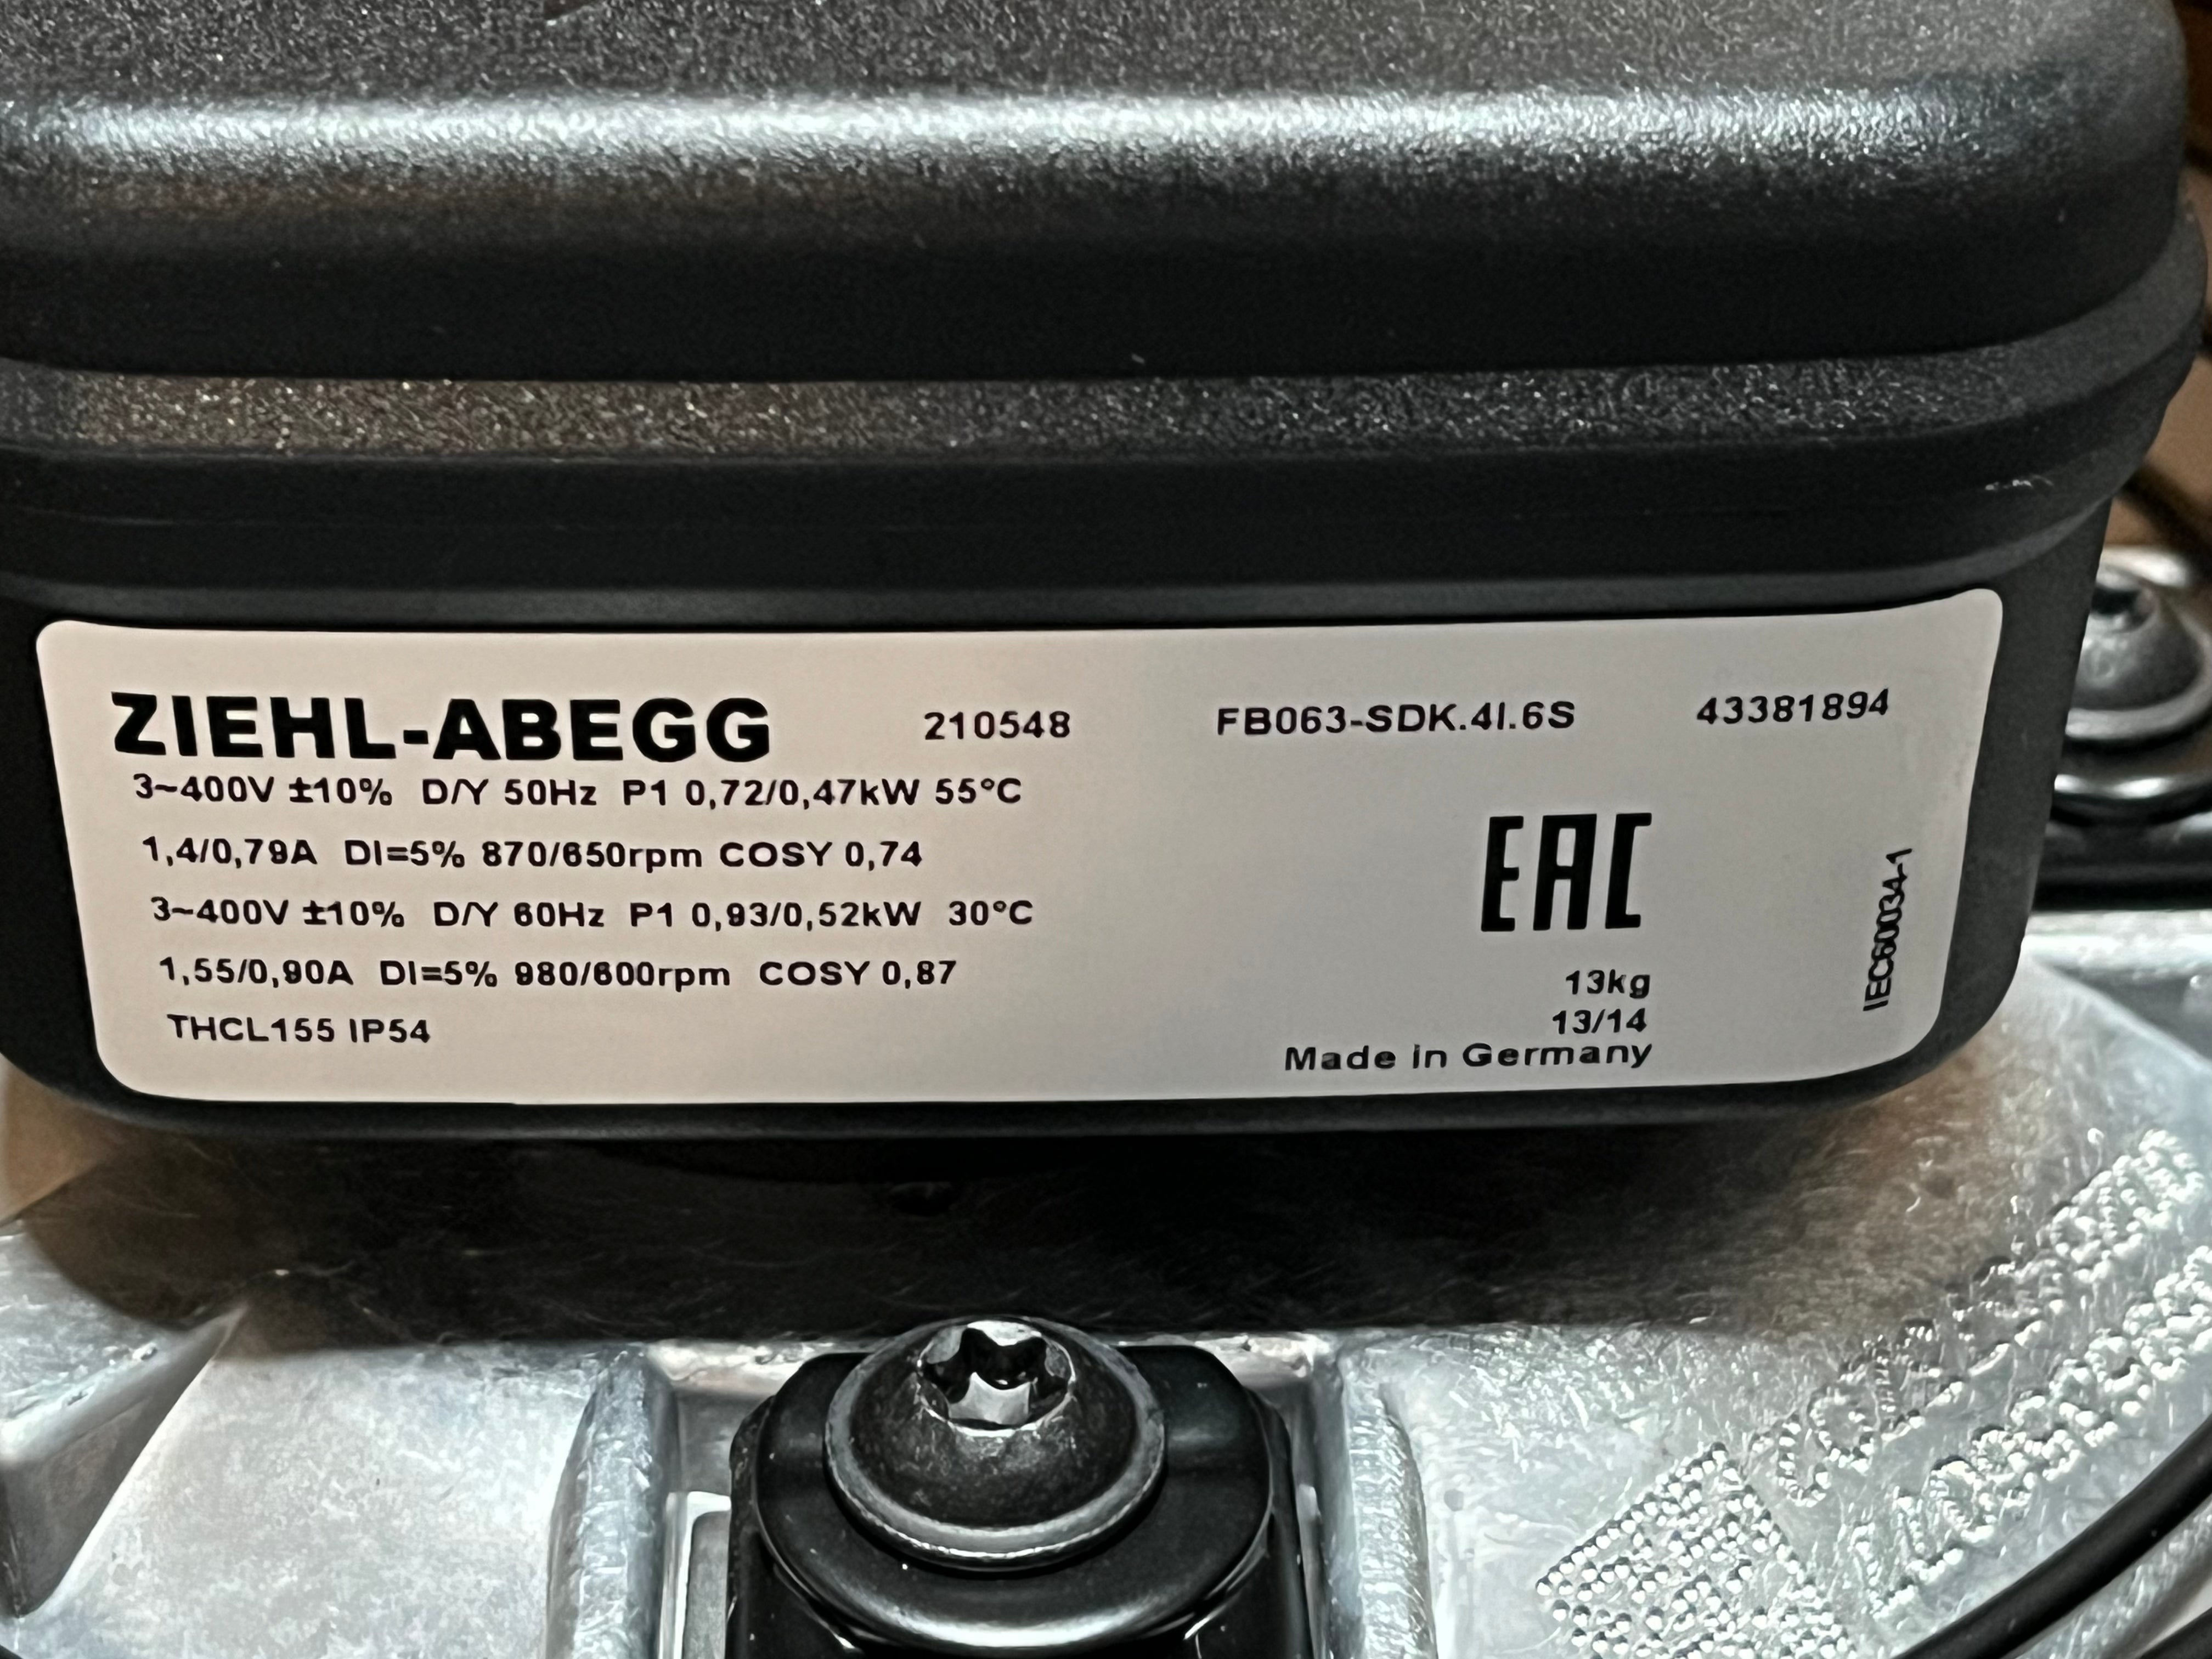 ZIEHL-ABEGG 210548 FB063-SDK.4I.6S 43381894
3~400V ±10% D/Y 50Hz P1 0,72/0,47kW 55°C
1,4/0,79A DI=5% 870/650rpm COSY 0,74
3~400V ±10% D/Y 60Hz P1 0,93/0,52kW 30°C
1,55/0,90A DI=5% 980/600rpm COSY 0,87
THCL155 IP54
EAC
13kg
13/14
Made in Germany
IEC60034-1